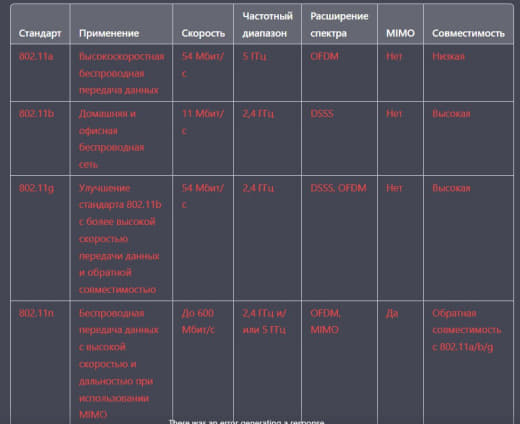 Стандарт Применение Скорость Частотный диапазон Расширение спектра MIMO Совместимость
802.11a Высокоскоростная беспроводная передача данных 54 Мбит/с 5 ГГц OFDM Нет Низкая
802.11b Домашняя и офисная беспроводная сеть 11 Мбит/с 2,4 ГГц DSSS Нет Высокая
802.11g Улучшение стандарта 802.11b с более высокой скоростью передачи данных и обратной совместимостью 54 Мбит/с 2,4 ГГц DSSS, OFDM Нет Высокая
802.11n Беспроводная передача данных с высокой скоростью и дальностью при использовании MIMO До 600 Мбит/с 2,4 ГГц и/или 5 ГГц OFDM, MIMO Да Обратная совместимость с 802.11a/b/g
There was an error generating a response